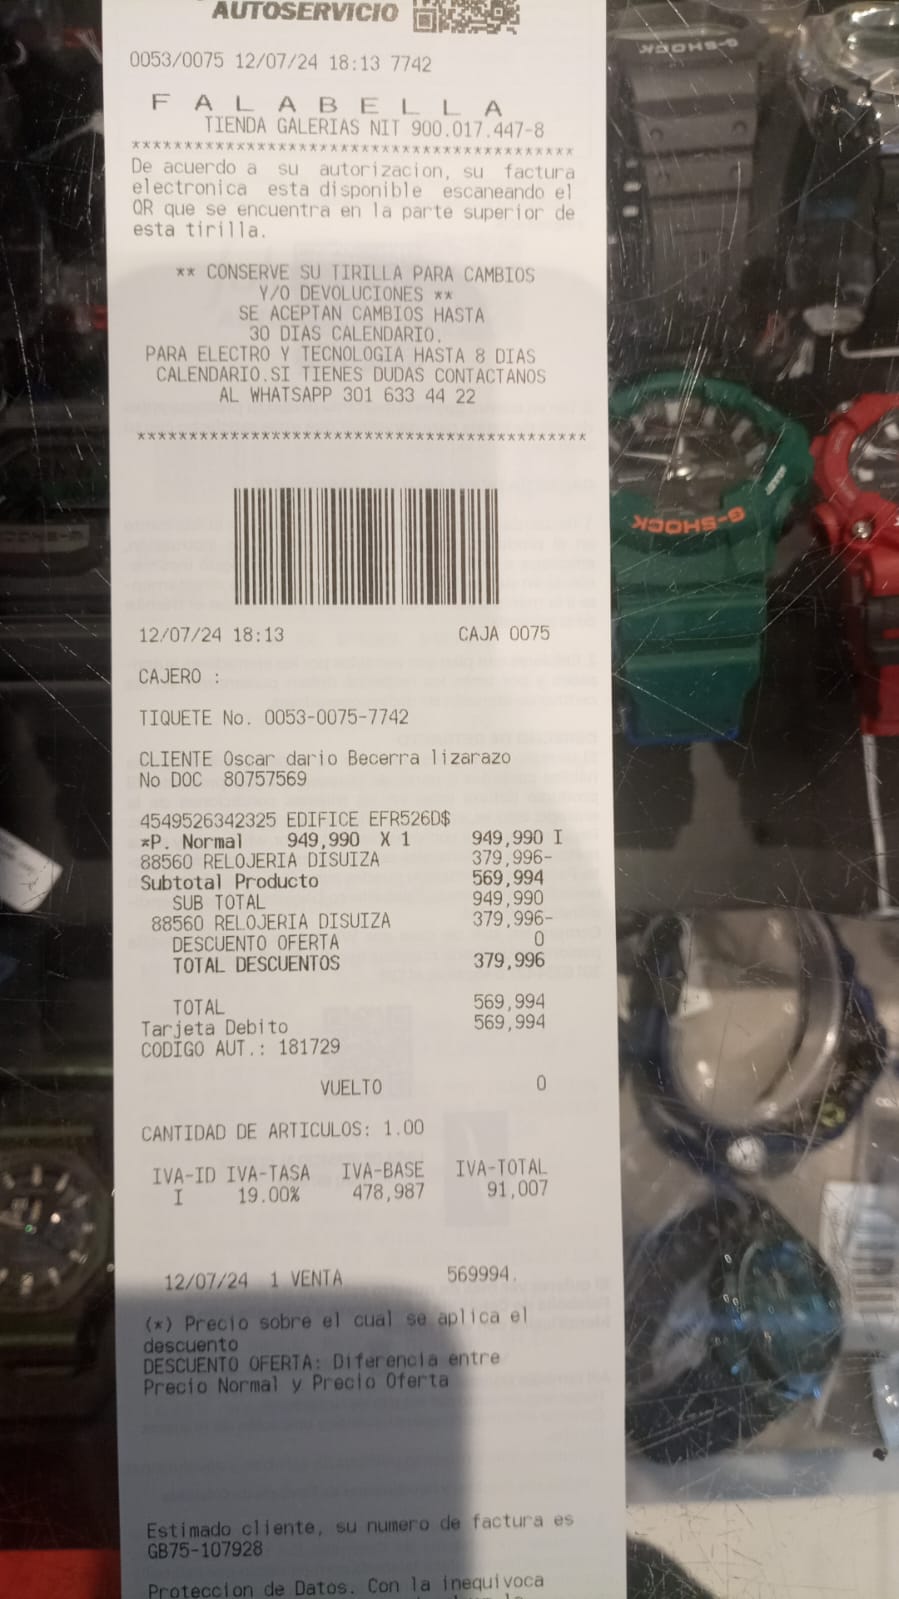 AUTOSERVICIO
0053/0075 12/07/24 18:13 7742
F A L A B E L L A
TIENDA GALERIAS NIT 900.017.447-8
*******************************************
De acuerdo a su autorizacion, su factura
electronica esta disponible escaneando el
QR que se encuentra en la parte superior de
esta tirilla.
** CONSERVE SU TIRILLA PARA CAMBIOS
Y/O DEVOLUCIONES **
SE ACEPTAN CAMBIOS HASTA
30 DIAS CALENDARIO.
PARA ELECTRO Y TECNOLOGIA HASTA 8 DIAS
CALENDARIO.SI TIENES DUDAS CONTACTANOS
AL WHATSAPP 301 633 44 22
*******************************************
12/07/24 18:13 CAJA 0075
CAJERO :
TIQUETE No. 0053-0075-7742
CLIENTE Oscar dario Becerra lizarazo
No DOC 80757569
4549526342325 EDIFICE EFR526D$
*P. Normal 949,990 X 1 949,990 I
88560 RELOJERIA DISUIZA 379,996-
Subtotal Producto 569,994
SUB TOTAL 949,990
88560 RELOJERIA DISUIZA 379,996-
DESCUENTO OFERTA 0
TOTAL DESCUENTOS 379,996
TOTAL 569,994
Tarjeta Debito 569,994
CODIGO AUT.: 181729
VUELTO 0
CANTIDAD DE ARTICULOS: 1.00
IVA-ID IVA-TASA IVA-BASE IVA-TOTAL
I 19.00% 478,987 91,007
12/07/24 1 VENTA 569994.
(*) Precio sobre el cual se aplica el
descuento
DESCUENTO OFERTA: Diferencia entre
Precio Normal y Precio Oferta
Estimado cliente, su numero de factura es
GB75-107928
Proteccion de Datos. Con la inequivoca
G-SHOCK
G-SHOCK